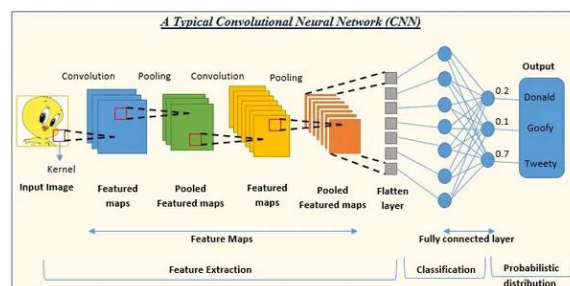 A Typical Convolutional Neural Network (CNN)
Convolution
Pooling
Convolution
Pooling
Output
0.2
Donald
0.1
Goofy
0.7
Tweety
Kernel
Input Image
Featured
maps
Pooled
Featured maps
Featured
maps
Pooled
Featured maps
Flatten
layer
Feature Maps
Fully connected layer
Feature Extraction
Classification
Probabilistic
distribution